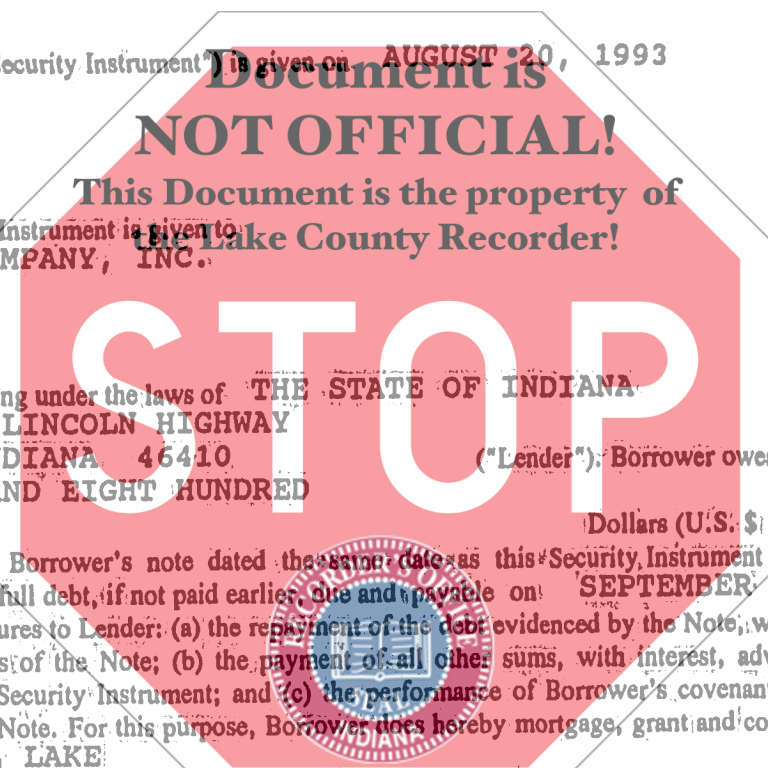 ecurity Instrument") is given on AUGUST 20, 1993
Document is
NOT OFFICIAL!
This Document is the property of
the Lake County Recorder!
Instrument is given to
MPANY, INC.
STOP
ng under the laws of THE STATE OF INDIANA
LINCOLN HIGHWAY
DIANA 46410 ("Lender"). Borrower owe
ND EIGHT HUNDRED
Dollars (U.S. $
Borrower's note dated the same date as this Security Instrument
full debt, if not paid earlier, due and payable on SEPTEMBER
ures to Lender: (a) the repayment of the debt evidenced by the Note, w
s of the Note; (b) the payment of all other sums, with interest, adv
Security Instrument; and (c) the performance of Borrower's covenan
Note. For this purpose, Borrower does hereby mortgage, grant and co
LAKE
RECORDER'S OFFICE
SEAL
INDIANA